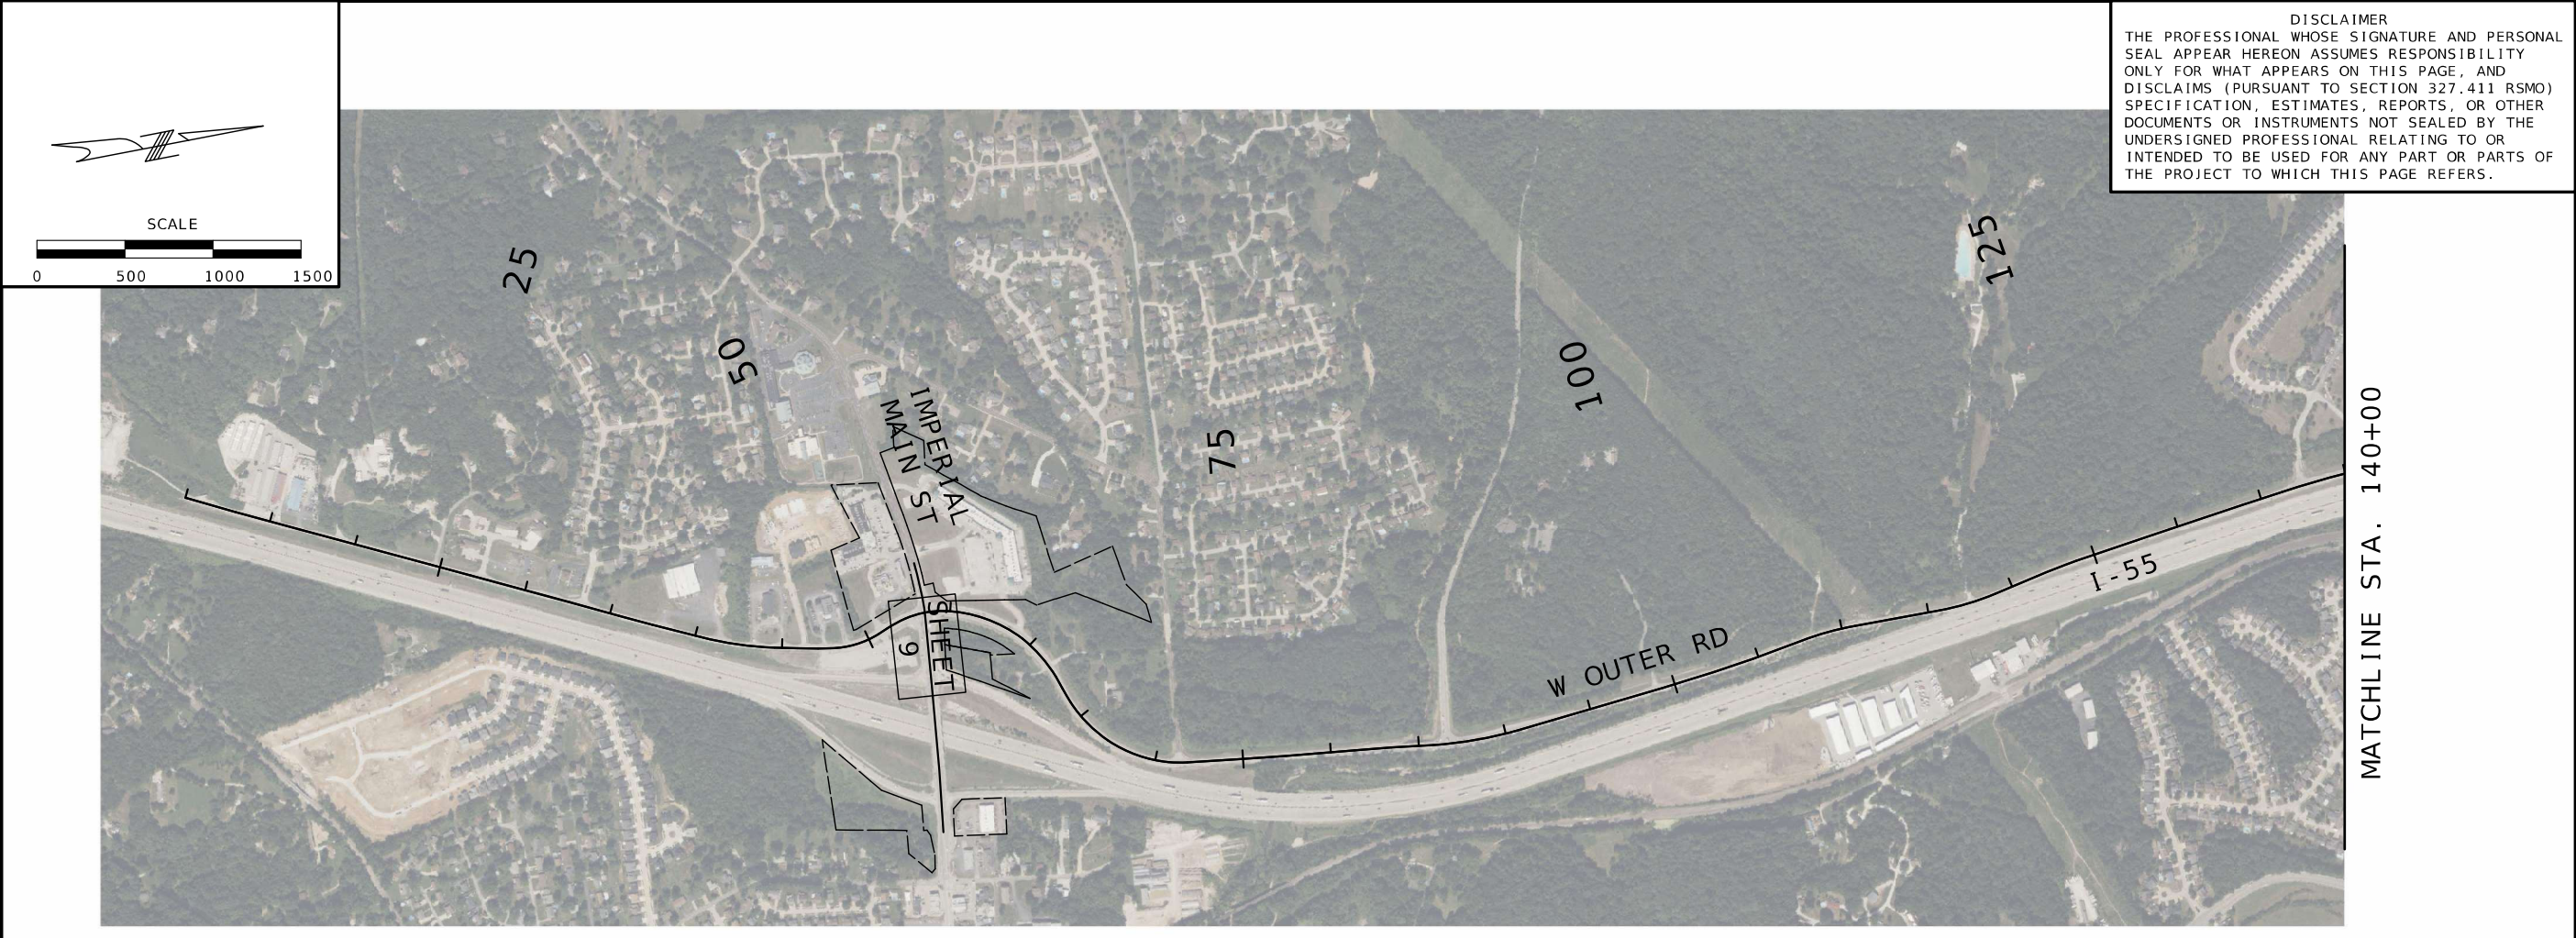 DISCLAIMER
THE PROFESSIONAL WHOSE SIGNATURE AND PERSONAL
SEAL APPEAR HEREON ASSUMES RESPONSIBILITY
ONLY FOR WHAT APPEARS ON THIS PAGE, AND
DISCLAIMS (PURSUANT TO SECTION 327.411 RSMO)
SPECIFICATION, ESTIMATES, REPORTS, OR OTHER
DOCUMENTS OR INSTRUMENTS NOT SEALED BY THE
UNDERSIGNED PROFESSIONAL RELATING TO OR
INTENDED TO BE USED FOR ANY PART OR PARTS OF
THE PROJECT TO WHICH THIS PAGE REFERS.
SCALE
0 500 1000 1500
25
50
75
100
125
IMPERIAL
MAIN ST
SHEET
9
W OUTER RD
I-55
MATCHLINE STA. 140+00